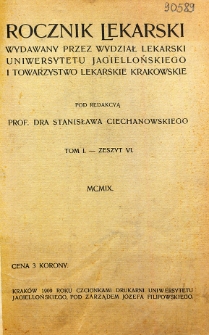 90589
ROCZNIK LEKARSKI
WYDAWANY PRZEZ WYDZIAŁ LEKARSKI
UNIWERSYTETU JAGIELLOŃSKIEGO
I TOWARZYSTWO LEKARSKIE KRAKOWSKIE
POD REDAKCYĄ
PROF. DRA STANISŁAWA CIECHANOWSKIEGO
TOM I. — ZESZYT VI.
MCMIX.
CENA 3 KORONY.
KRAKÓW 1909 ROKU CZCIONKAMI DRUKARNI UNIWERSYTETU
JAGIELLOŃSKIEGO, POD ZARZĄDEM JÓZEFA FILIPOWSKIEGO.